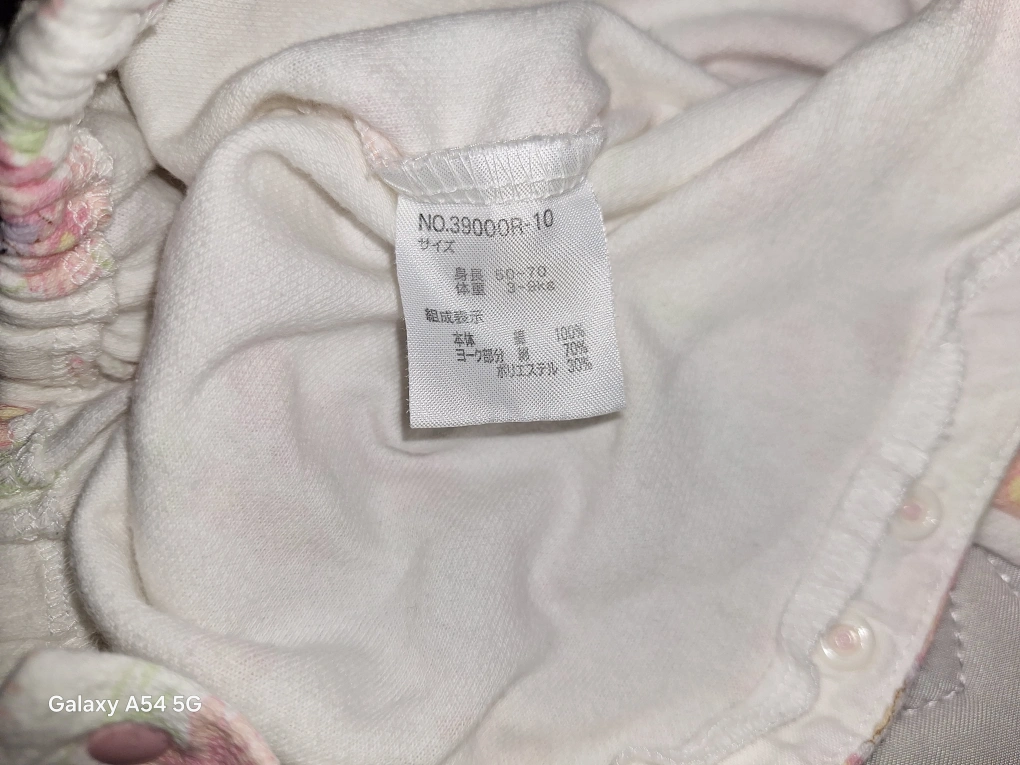 NO.39000R-10
サイズ
身長 60-70
体重 3-9kg
組成表示
本体 綿 100%
ヨーク部分 綿 70%
ポリエステル 30%
Galaxy A54 5G